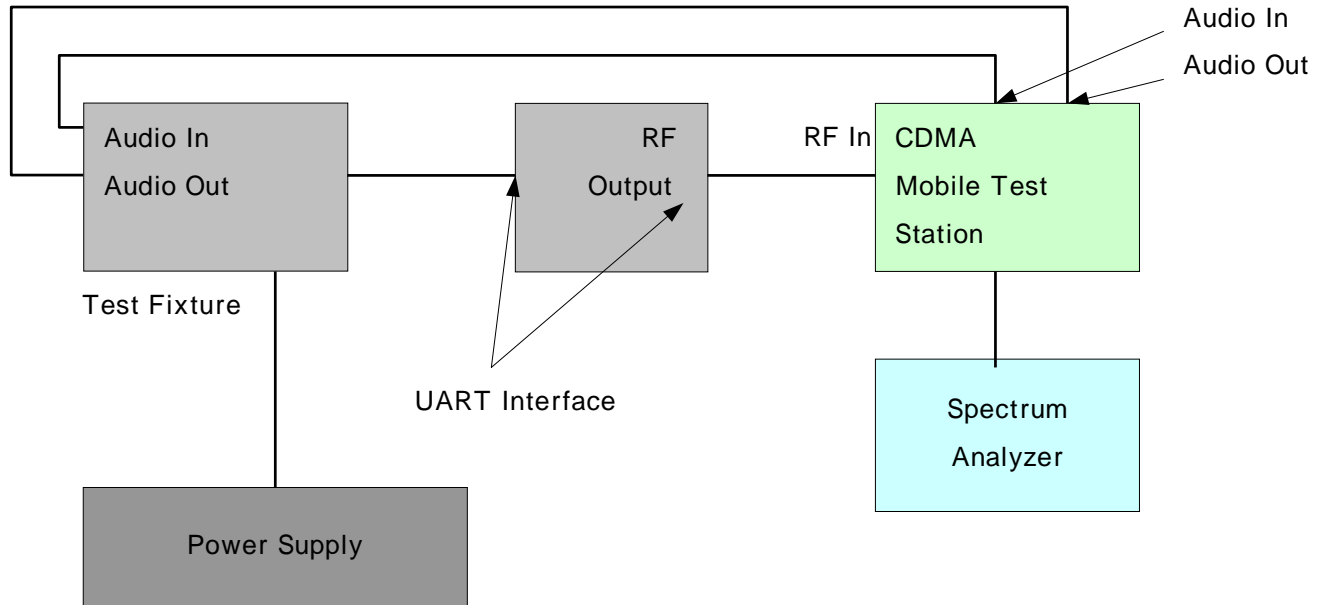 Audio In
Audio Out
Audio In
Audio Out
RF
Output
RF In
CDMA
Mobile Test
Station
Test Fixture
UART Interface
Spectrum
Analyzer
Power Supply